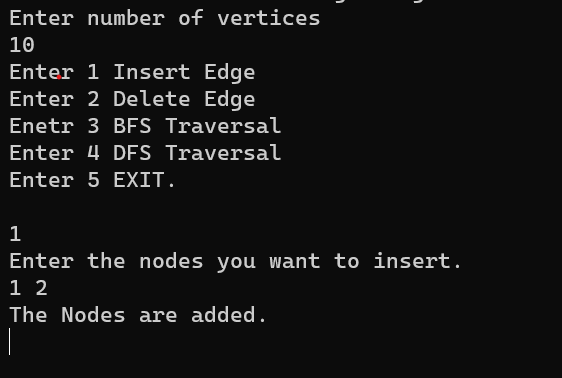 Enter number of vertices
10
Enter 1 Insert Edge
Enter 2 Delete Edge
Enetr 3 BFS Traversal
Enter 4 DFS Traversal
Enter 5 EXIT.
1
Enter the nodes you want to insert.
1 2
The Nodes are added.